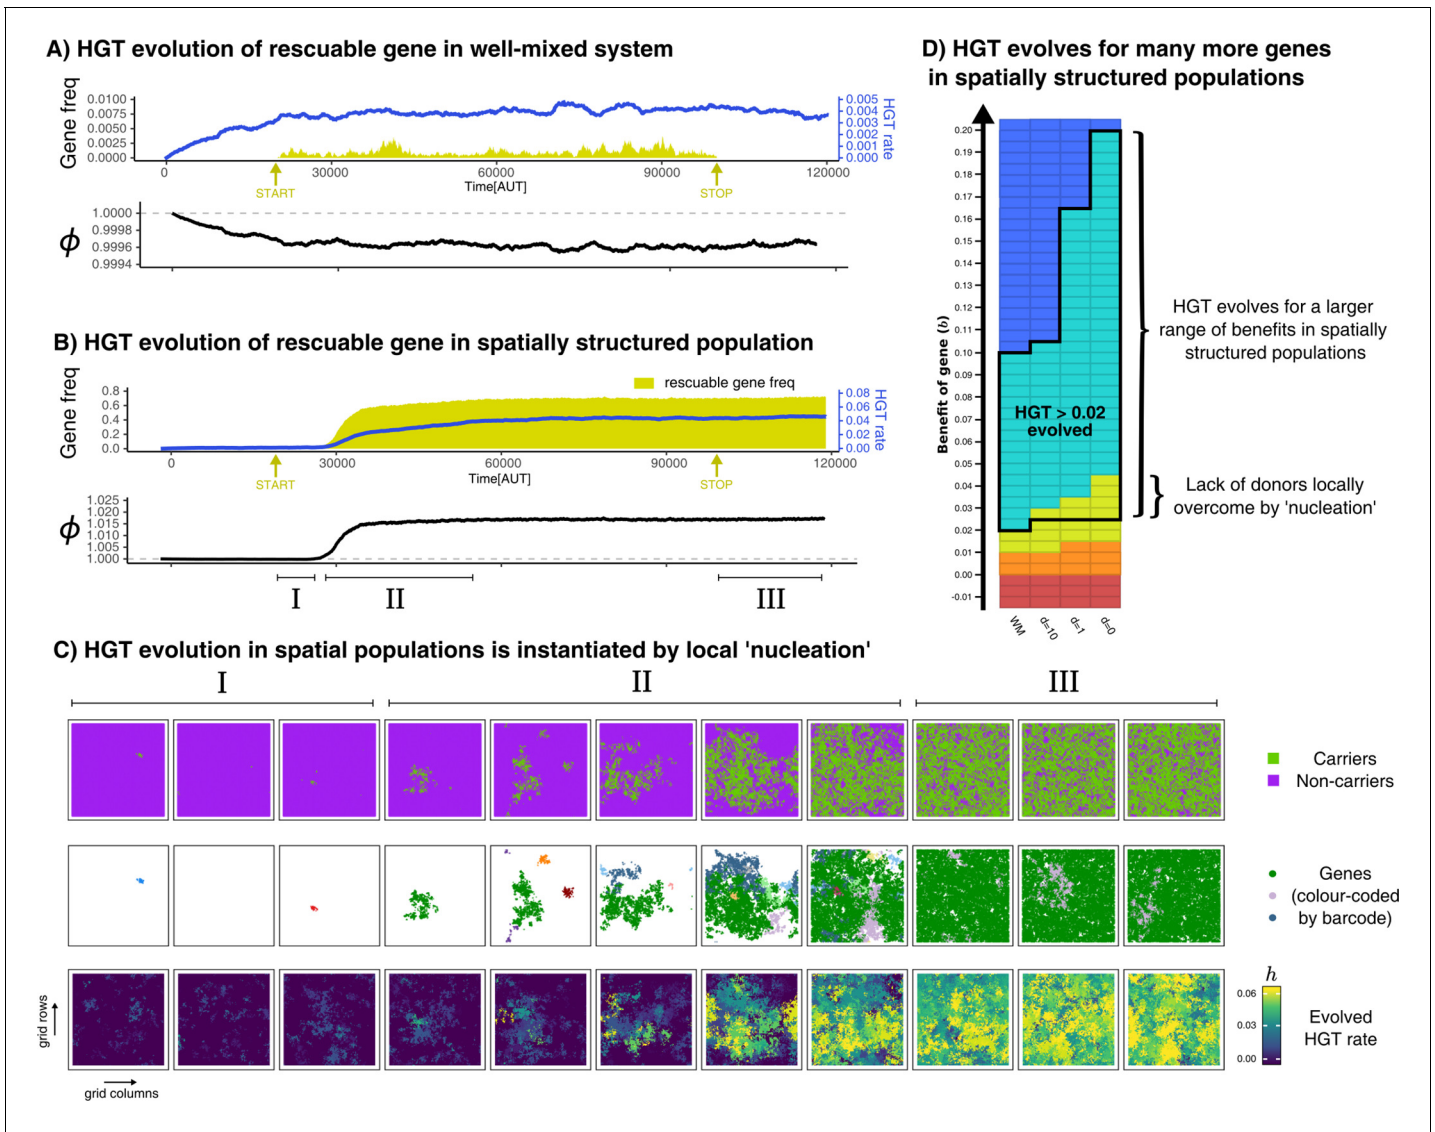 A) HGT evolution of rescuable gene in well-mixed system
Gene freq
0.0100
0.0075
0.0050
0.0025
0.0000
0.005
0.004
0.003
0.002
0.001
0.000
HGT rate
0
30000
60000
90000
120000
START
Time[AUT]
STOP
ϕ
1.0000
0.9998
0.9996
0.9994
B) HGT evolution of rescuable gene in spatially structured population
rescuable gene freq
Gene freq
0.8
0.6
0.4
0.2
0.0
0.08
0.06
0.04
0.02
0.00
HGT rate
0
30000
60000
90000
120000
START
Time[AUT]
STOP
ϕ
1.025
1.020
1.015
1.010
1.005
1.000
I
II
III
D) HGT evolves for many more genes
in spatially structured populations
Benefit of gene (b)
0.20
0.19
0.18
0.17
0.16
0.15
0.14
0.13
0.12
0.11
0.10
0.09
0.08
0.07
0.06
0.05
0.04
0.03
0.02
0.01
0.00
-0.01
WM
d=10
d=1
d=0
HGT > 0.02
evolved
HGT evolves for a larger
range of benefits in spatially
structured populations
Lack of donors locally
overcome by 'nucleation'
C) HGT evolution in spatial populations is instantiated by local 'nucleation'
I
II
III
Carriers
Non-carriers
Genes
(colour-coded
by barcode)
grid rows
grid columns
h
0.06
0.03
0.00
Evolved
HGT rate